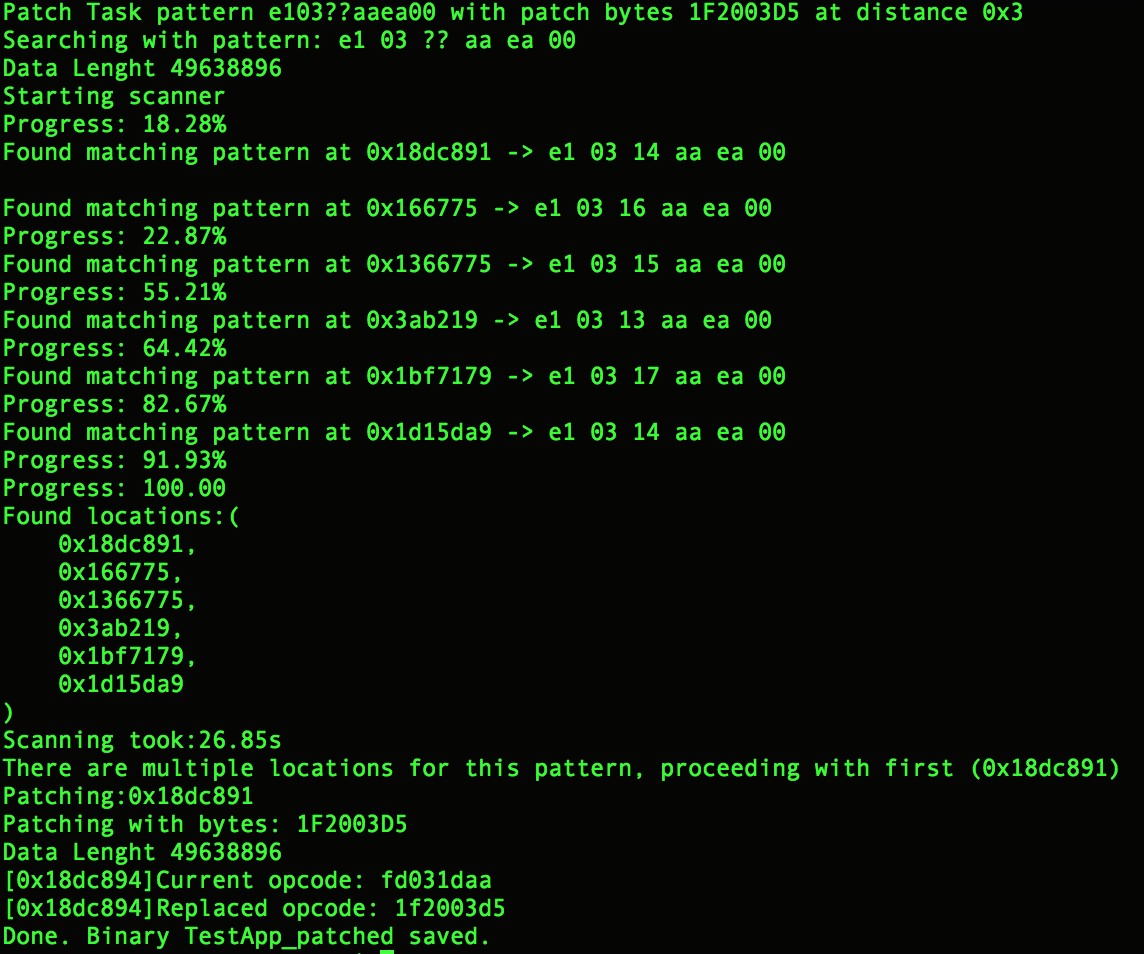 Patch Task pattern e103??aaea00 with patch bytes 1F2003D5 at distance 0x3
Searching with pattern: e1 03 ?? aa ea 00
Data Lenght 49638896
Starting scanner
Progress: 18.28%
Found matching pattern at 0x18dc891 -> e1 03 14 aa ea 00
Found matching pattern at 0x166775 -> e1 03 16 aa ea 00
Progress: 22.87%
Found matching pattern at 0x1366775 -> e1 03 15 aa ea 00
Progress: 55.21%
Found matching pattern at 0x3ab219 -> e1 03 13 aa ea 00
Progress: 64.42%
Found matching pattern at 0x1bf7179 -> e1 03 17 aa ea 00
Progress: 82.67%
Found matching pattern at 0x1d15da9 -> e1 03 14 aa ea 00
Progress: 91.93%
Progress: 100.00
Found locations:(
    0x18dc891,
    0x166775,
    0x1366775,
    0x3ab219,
    0x1bf7179,
    0x1d15da9
)
Scanning took:26.85s
There are multiple locations for this pattern, proceeding with first (0x18dc891)
Patching:0x18dc891
Patching with bytes: 1F2003D5
Data Lenght 49638896
[0x18dc894]Current opcode: fd031daa
[0x18dc894]Replaced opcode: 1f2003d5
Done. Binary TestApp_patched saved.